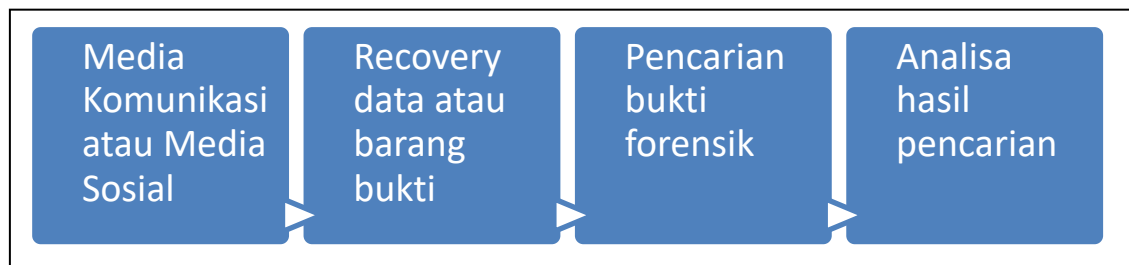 Media
Komunikasi
atau Media
Sosial
Recovery
data atau
barang
bukti
Pencarian
bukti
forensik
Analisa
hasil
pencarian